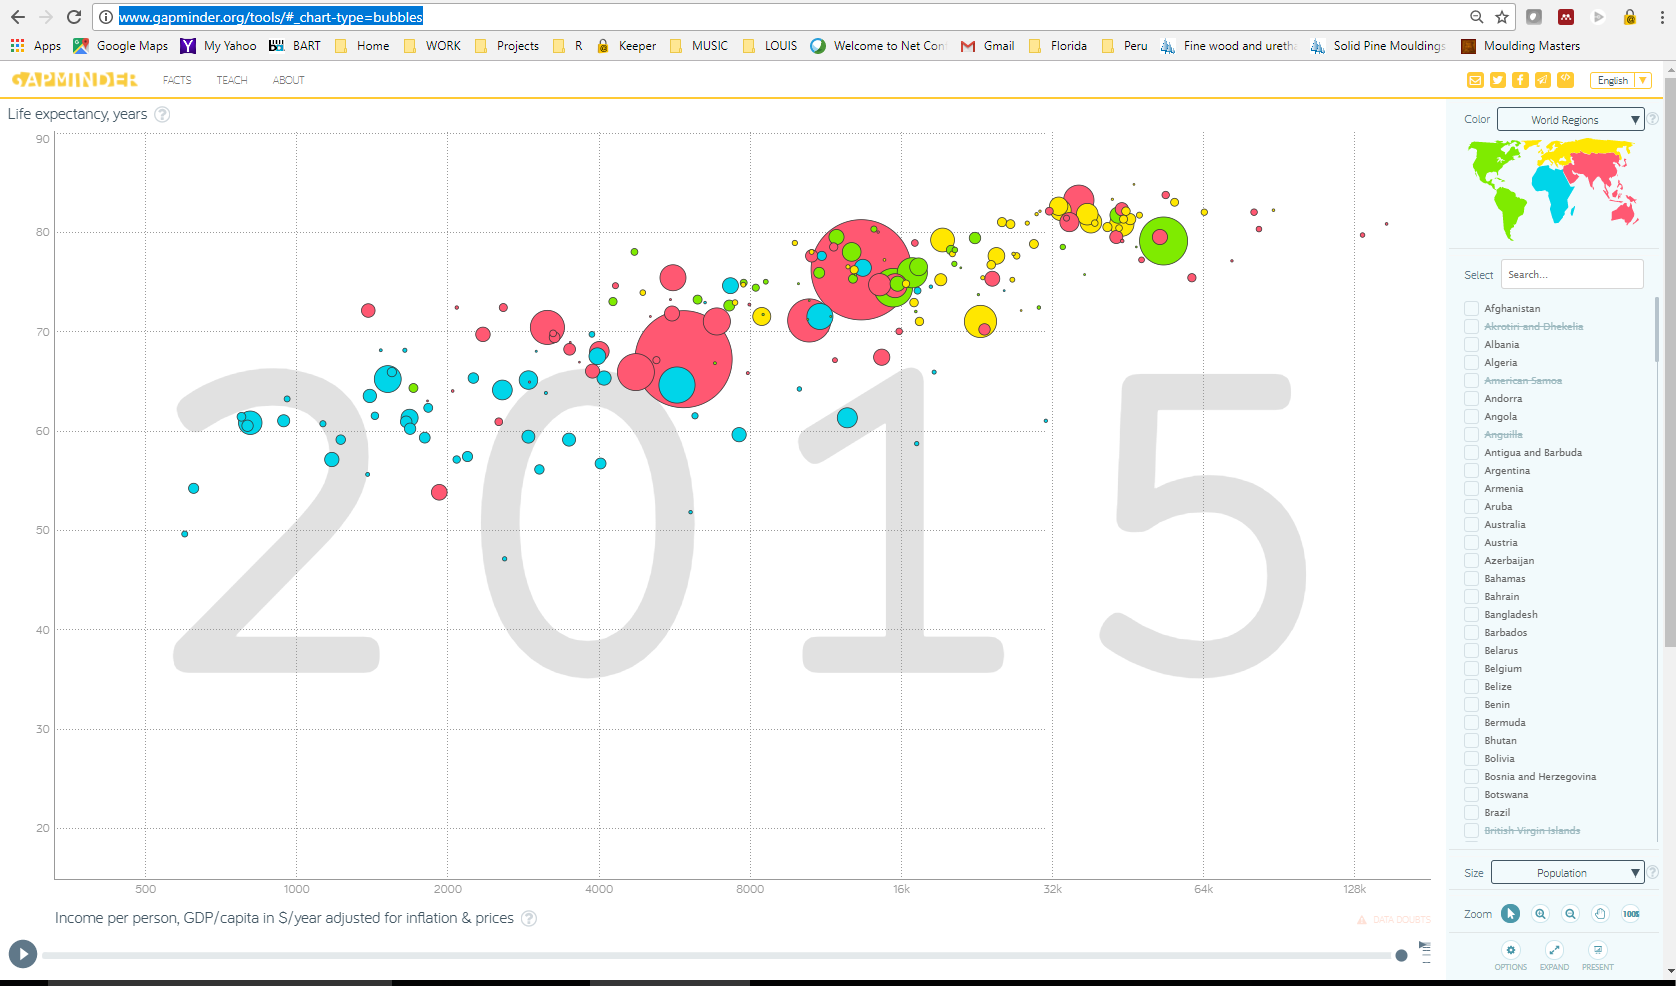 www.gapminder.org/tools/#_chart-type=bubbles
Apps Google Maps My Yahoo BART Home WORK Projects R Keeper MUSIC LOUIS Welcome to Net Con Gmail Florida Peru Fine wood and uretha Solid Pine Mouldings Moulding Masters
GAPMINDER FACTS TEACH ABOUT English
Life expectancy, years ?
Color World Regions ?
90
80
70
60
50
40
30
20
2015
500 1000 2000 4000 8000 16k 32k 64k 128k
Income per person, GDP/capita in $/year adjusted for inflation & prices ?
DATA DOUBTS
Select Search...
Afghanistan
Akrotiri and Dhekelia
Albania
Algeria
American Samoa
Andorra
Angola
Anguilla
Antigua and Barbuda
Argentina
Armenia
Aruba
Australia
Austria
Azerbaijan
Bahamas
Bahrain
Bangladesh
Barbados
Belarus
Belgium
Belize
Benin
Bermuda
Bhutan
Bolivia
Bosnia and Herzegovina
Botswana
Brazil
British Virgin Islands
Size Population ?
Zoom 100%
OPTIONS EXPAND PRESENT